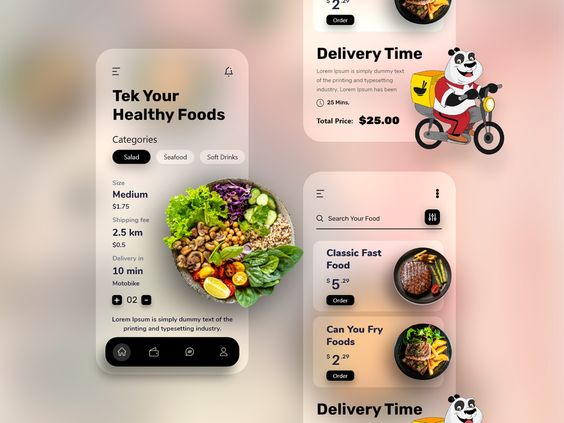 Tek Your
Healthy Foods
Categories
Salad
Seafood
Soft Drinks
Size
Medium
$1.75
Shipping fee
2.5 km
$0.5
Delivery in
10 min
Motobike
02
Lorem Ipsum is simply dummy text of the
printing and typesetting industry.
$2.29
Order
Delivery Time
Lorem Ipsum is simply dummy text
of the printing and typesetting
industry. Lorem Ipsum has been
25 Mins.
Total Price: $25.00
Search Your Food
Classic Fast
Food
$5.29
Order
Can You Fry
Foods
$2.29
Order
Delivery Time